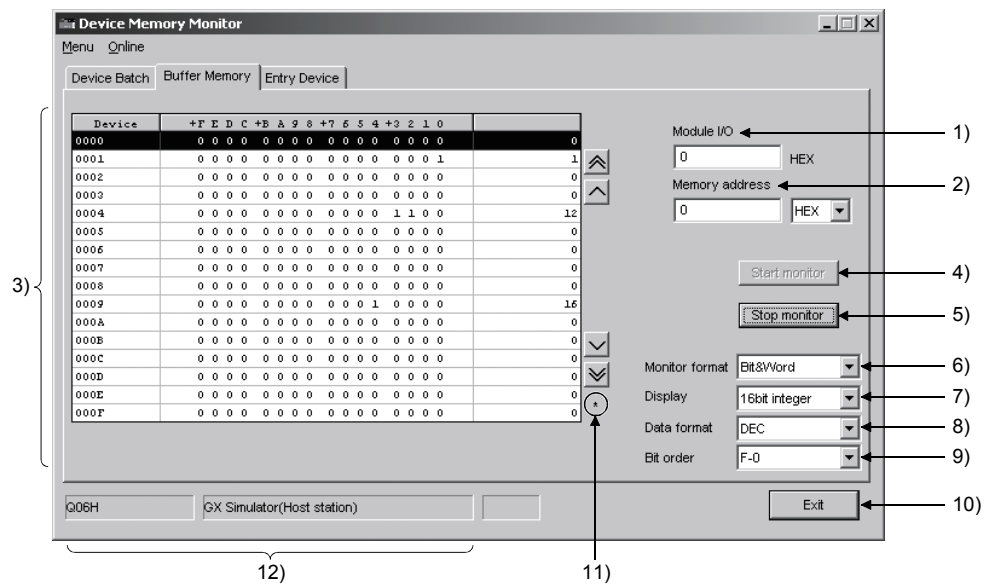 Device Memory Monitor
Menu Online
Device Batch Buffer Memory Entry Device
Device +F E D C +B A 9 8 +7 6 5 4 +3 2 1 0
0000 0 0 0 0 0 0 0 0 0 0 0 0 0 0 0 0 0
0001 0 0 0 0 0 0 0 0 0 0 0 0 0 0 0 1 1
0002 0 0 0 0 0 0 0 0 0 0 0 0 0 0 0 0 0
0003 0 0 0 0 0 0 0 0 0 0 0 0 0 0 0 0 0
0004 0 0 0 0 0 0 0 0 0 0 0 0 1 1 0 0 12
0005 0 0 0 0 0 0 0 0 0 0 0 0 0 0 0 0 0
0006 0 0 0 0 0 0 0 0 0 0 0 0 0 0 0 0 0
0007 0 0 0 0 0 0 0 0 0 0 0 0 0 0 0 0 0
0008 0 0 0 0 0 0 0 0 0 0 0 0 0 0 0 0 0
0009 0 0 0 0 0 0 0 0 0 0 0 1 0 0 0 0 16
000A 0 0 0 0 0 0 0 0 0 0 0 0 0 0 0 0 0
000B 0 0 0 0 0 0 0 0 0 0 0 0 0 0 0 0 0
000C 0 0 0 0 0 0 0 0 0 0 0 0 0 0 0 0 0
000D 0 0 0 0 0 0 0 0 0 0 0 0 0 0 0 0 0
000E 0 0 0 0 0 0 0 0 0 0 0 0 0 0 0 0 0
000F 0 0 0 0 0 0 0 0 0 0 0 0 0 0 0 0 0
*
Module I/O 1)
0 HEX
Memory address 2)
0 HEX
3)
Start monitor 4)
Stop monitor 5)
Monitor format Bit&Word 6)
Display 16bit integer 7)
Data format DEC 8)
Bit order F-0 9)
Q06H GX Simulator(Host station) Exit 10)
12) 11)